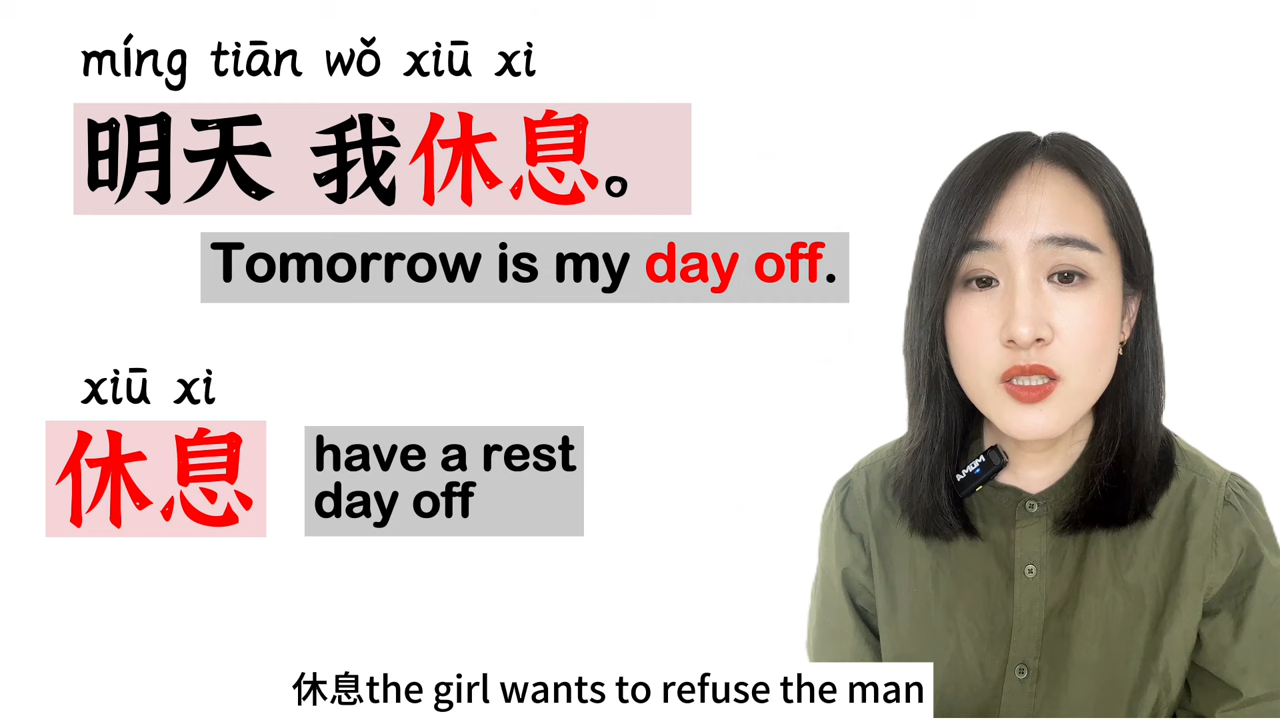 míng tiān wǒ xiū xi
明天 我休息。
Tomorrow is my day off.
xiū xi
休息
have a rest
day off
MOMA
休息the girl wants to refuse the man